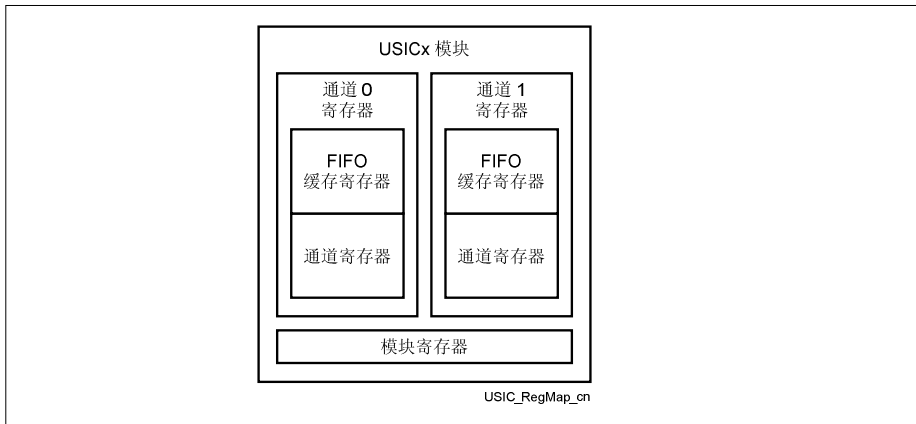 USICx 模块
通道 0
寄存器
FIFO
缓存寄存器
通道寄存器
通道 1
寄存器
FIFO
缓存寄存器
通道寄存器
模块寄存器
USIC_RegMap_cn